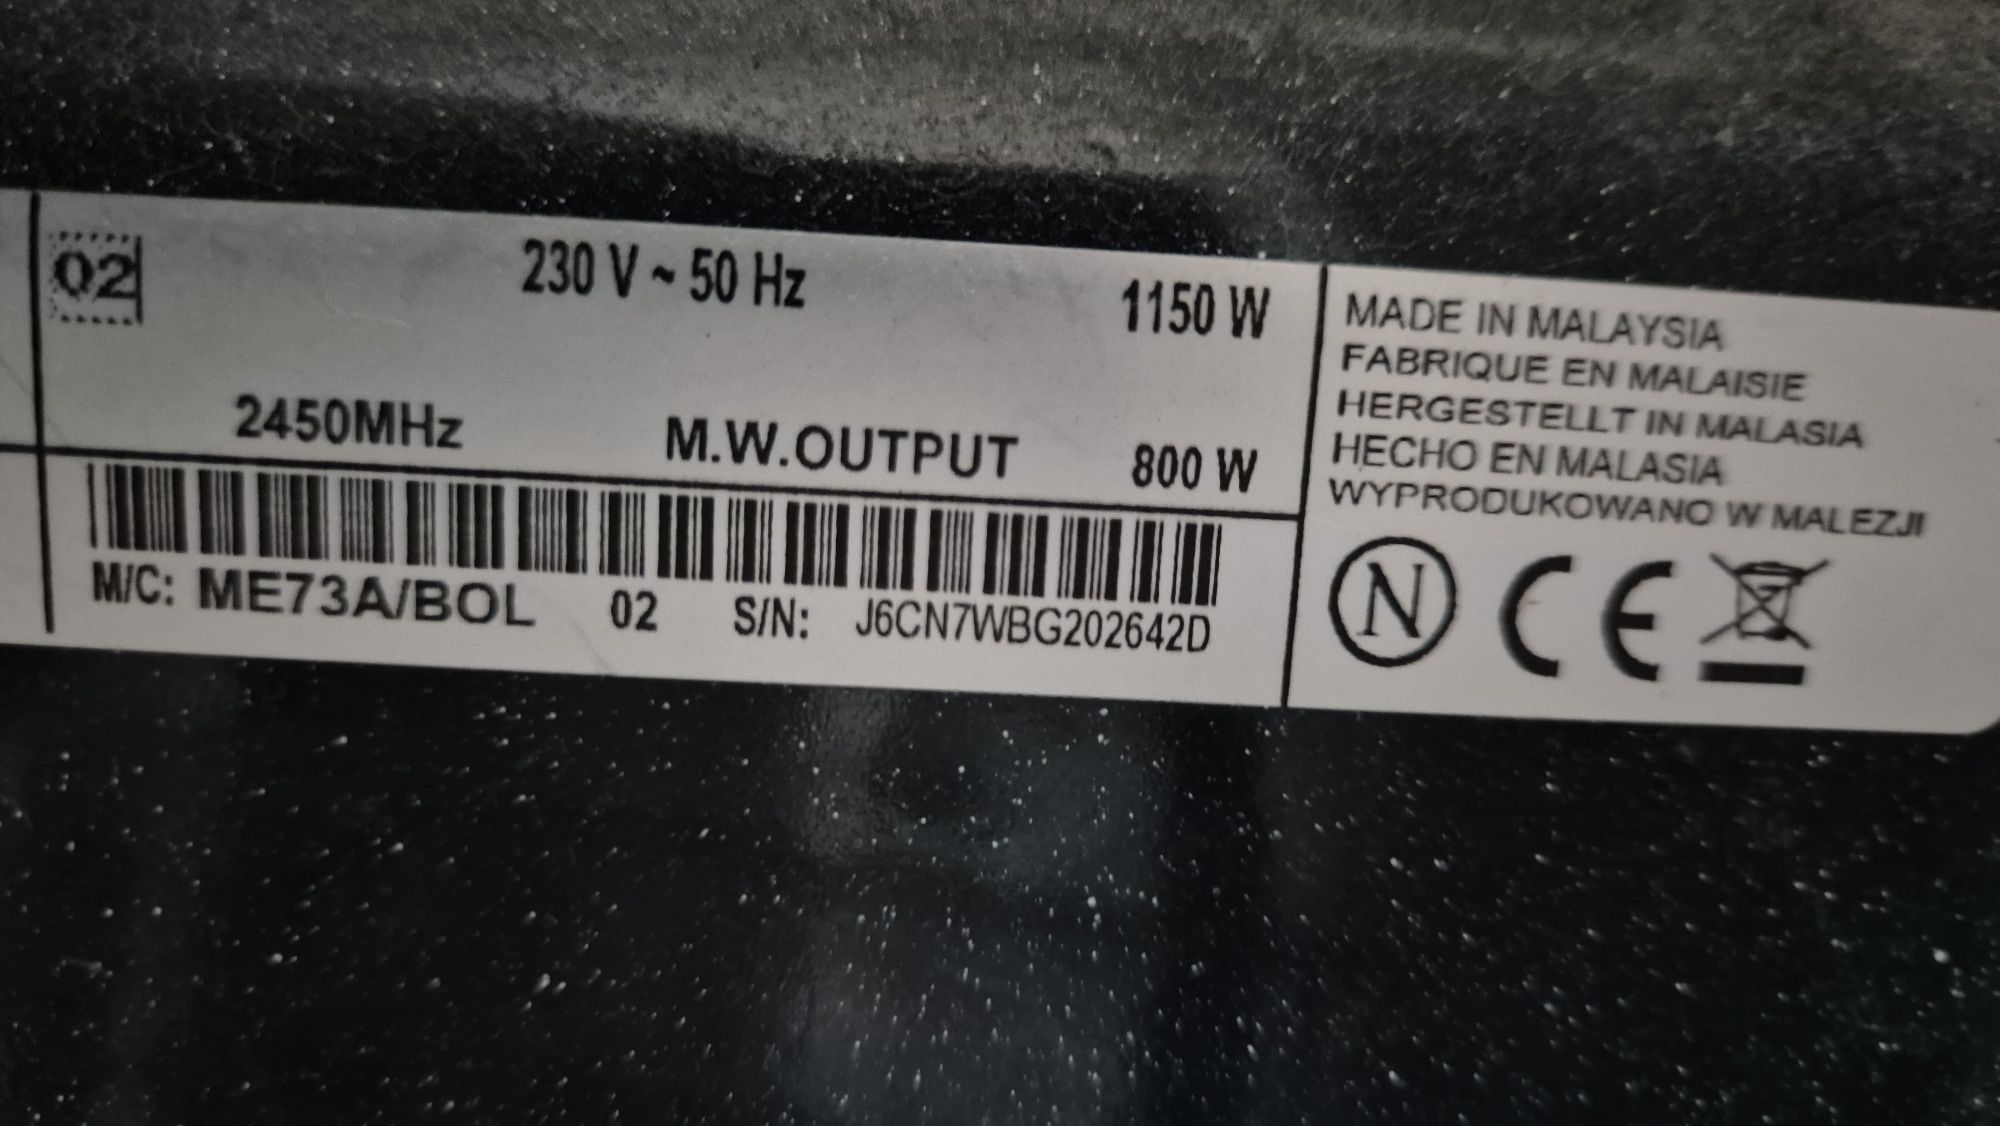 02
230 V ~ 50 Hz
1150 W
2450MHz
M.W.OUTPUT
800 W
M/C: ME73A/BOL 02 S/N: J6CN7WBG202642D
MADE IN MALAYSIA
FABRIQUE EN MALAISIE
HERGESTELLT IN MALASIA
HECHO EN MALASIA
WYPRODUKOWANO W MALEZJI
N CE